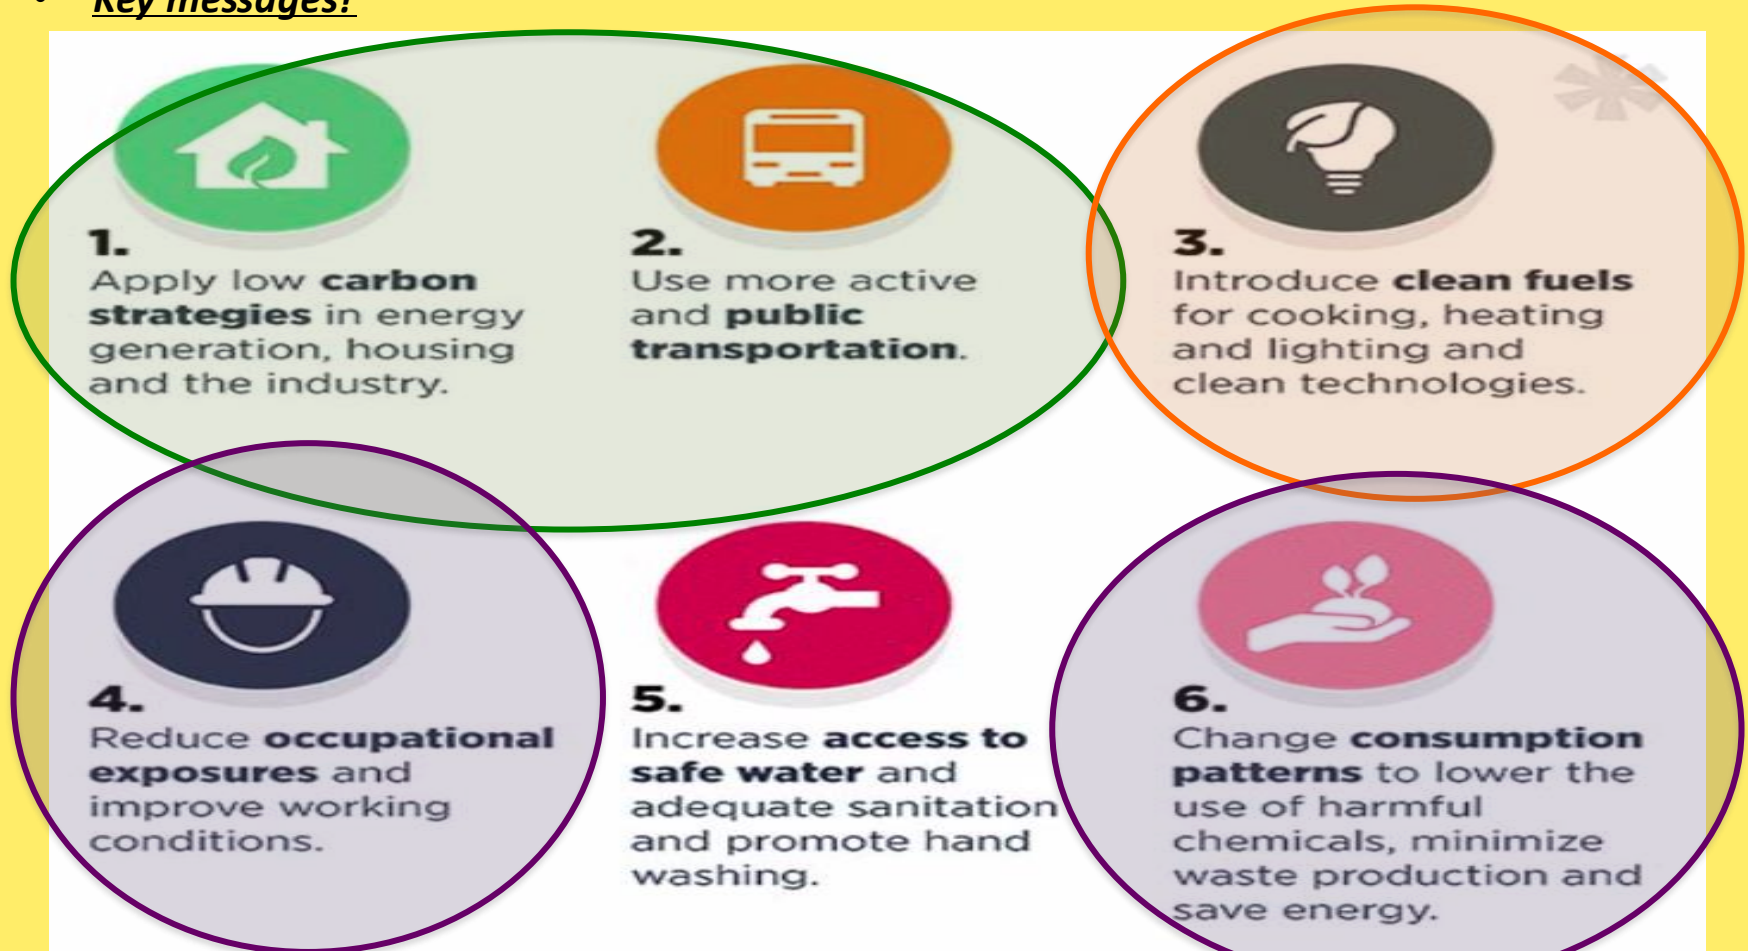 • Key messages!
1.
Apply low carbon
strategies in energy
generation, housing
and the industry.
2.
Use more active
and public
transportation.
3.
Introduce clean fuels
for cooking, heating
and lighting and
clean technologies.
4.
Reduce occupational
exposures and
improve working
conditions.
5.
Increase access to
safe water and
adequate sanitation
and promote hand
washing.
6.
Change consumption
patterns to lower the
use of harmful
chemicals, minimize
waste production and
save energy.